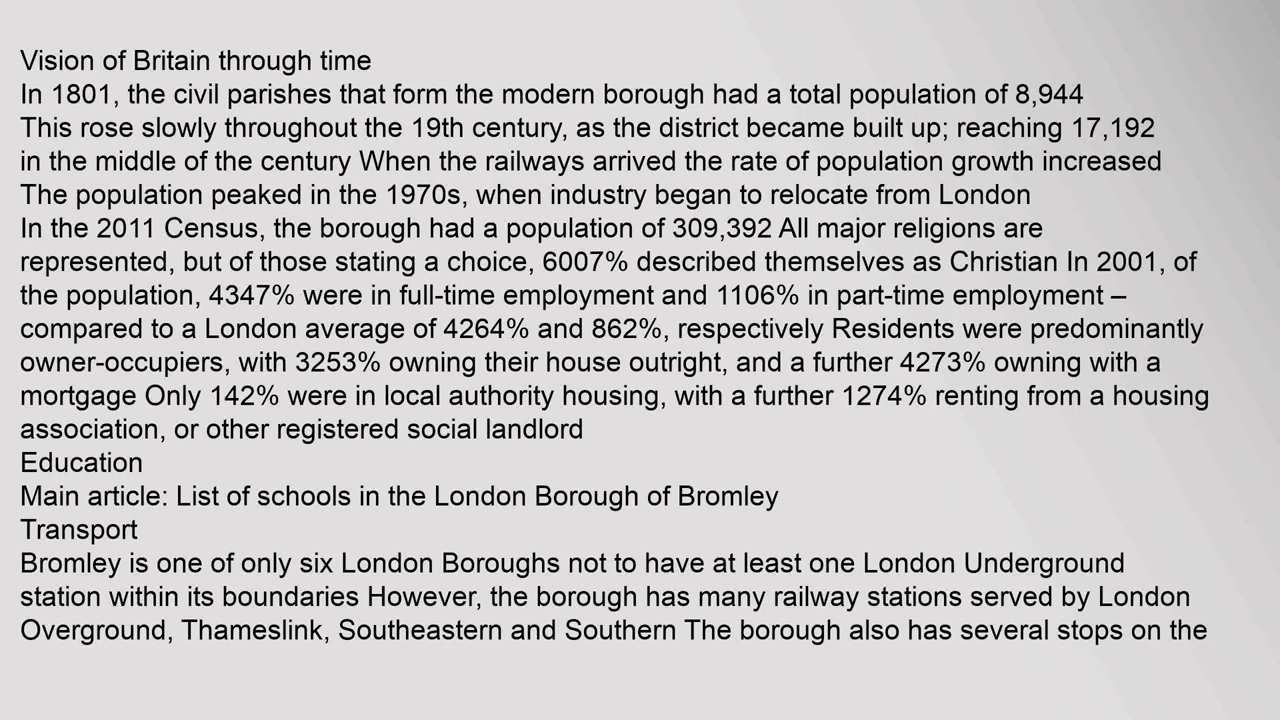 Vision of Britain through time
In 1801, the civil parishes that form the modern borough had a total population of 8,944
This rose slowly throughout the 19th century, as the district became built up; reaching 17,192
in the middle of the century When the railways arrived the rate of population growth increased
The population peaked in the 1970s, when industry began to relocate from London
In the 2011 Census, the borough had a population of 309,392 All major religions are
represented, but of those stating a choice, 6007% described themselves as Christian In 2001, of
the population, 4347% were in full-time employment and 1106% in part-time employment –
compared to a London average of 4264% and 862%, respectively Residents were predominantly
owner-occupiers, with 3253% owning their house outright, and a further 4273% owning with a
mortgage Only 142% were in local authority housing, with a further 1274% renting from a housing
association, or other registered social landlord
Education
Main article: List of schools in the London Borough of Bromley
Transport
Bromley is one of only six London Boroughs not to have at least one London Underground
station within its boundaries However, the borough has many railway stations served by London
Overground, Thameslink, Southeastern and Southern The borough also has several stops on the